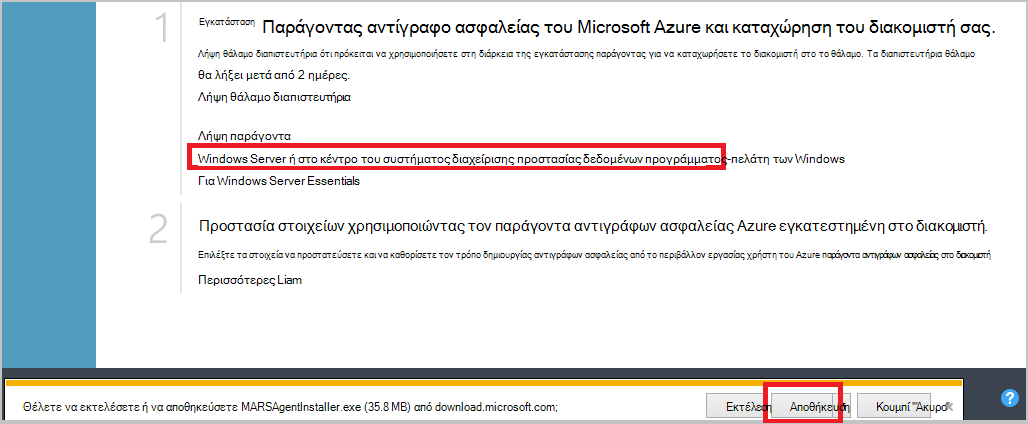 1 Εγκατάσταση Παράγοντας αντίγραφο ασφαλείας του Microsoft Azure και καταχώρηση του διακομιστή σας.
Λήψη θάλαμο διαπιστευτήρια ότι πρόκειται να χρησιμοποιήσετε στη διάρκεια της εγκατάστασης παράγοντας για να καταχωρήσετε το διακομιστή στο το θάλαμο. Τα διαπιστευτήρια θάλαμο
θα λήξει μετά από 2 ημέρες.
Λήψη θάλαμο διαπιστευτήρια
Λήψη παράγοντα
Windows Server ή στο κέντρο του συστήματος διαχείρισης προστασίας δεδομένων προγράμματος-πελάτη των Windows
Για Windows Server Essentials
2 Προστασία στοιχείων χρησιμοποιώντας τον παράγοντα αντιγράφων ασφαλείας Azure εγκατεστημένη στο διακομιστή.
Επιλέξτε τα στοιχεία να προστατεύσετε και να καθορίσετε τον τρόπο δημιουργίας αντιγράφων ασφαλείας από το περιβάλλον εργασίας χρήστη του Azure παράγοντα αντιγράφων ασφαλείας στο διακομιστή
Περισσότερες Liam
Θέλετε να εκτελέσετε ή να αποθηκεύσετε MARSAgentInstaller.exe (35.8 MB) από download.microsoft.com;
Εκτέλεση Αποθήκευση Κουμπί "Άκυρο" ×
?